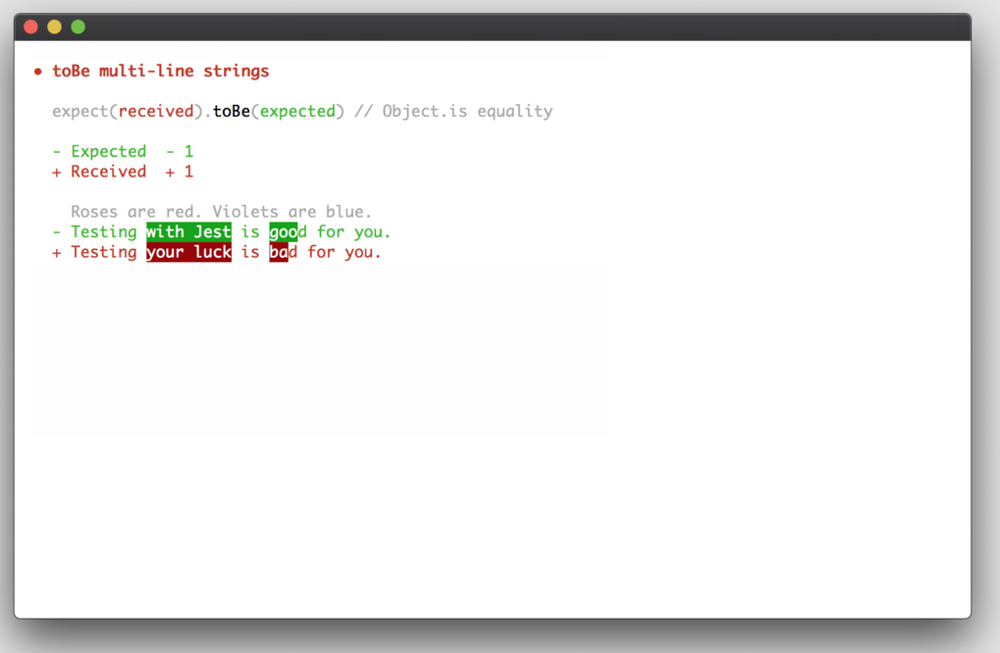 ● toBe multi-line strings
expect(received).toBe(expected) // Object.is equality
- Expected  - 1
+ Received  + 1
Roses are red. Violets are blue.
- Testing with Jest is good for you.
+ Testing your luck is bad for you.